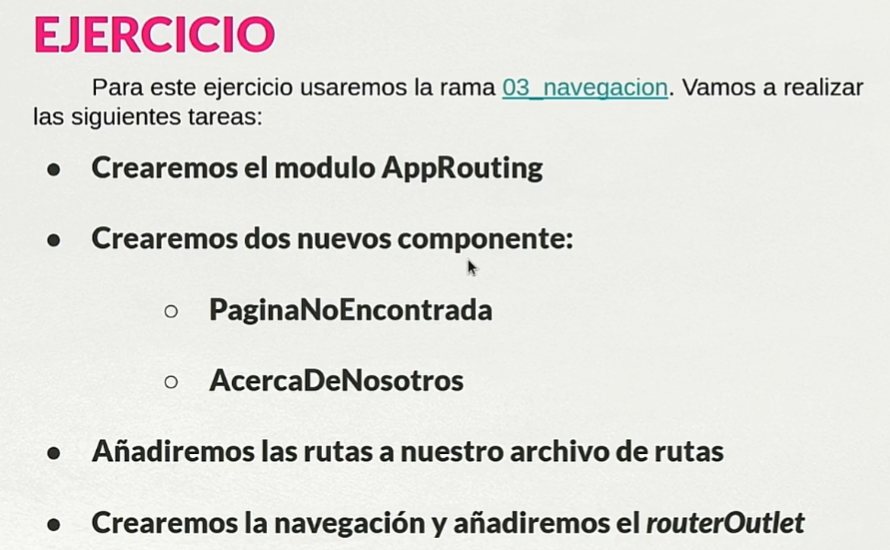 EJERCICIO
Para este ejercicio usaremos la rama 03_navegacion. Vamos a realizar
las siguientes tareas:
● Crearemos el modulo AppRouting
● Crearemos dos nuevos componente:
○ PaginaNoEncontrada
○ AcercaDeNosotros
● Añadiremos las rutas a nuestro archivo de rutas
● Crearemos la navegación y añadiremos el routerOutlet